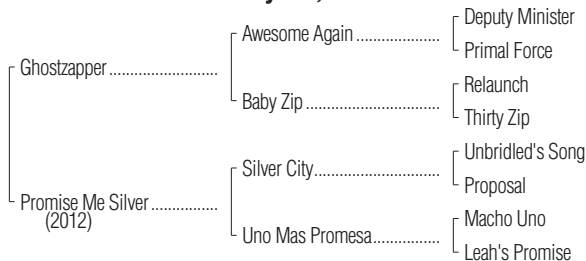 Awesome Again
Deputy Minister
Primal Force
Ghostzapper
Baby Zip
Relaunch
Thirty Zip
Silver City
Unbridled's Song
Proposal
Promise Me Silver
(2012)
Uno Mas Promesa
Macho Uno
Leah's Promise